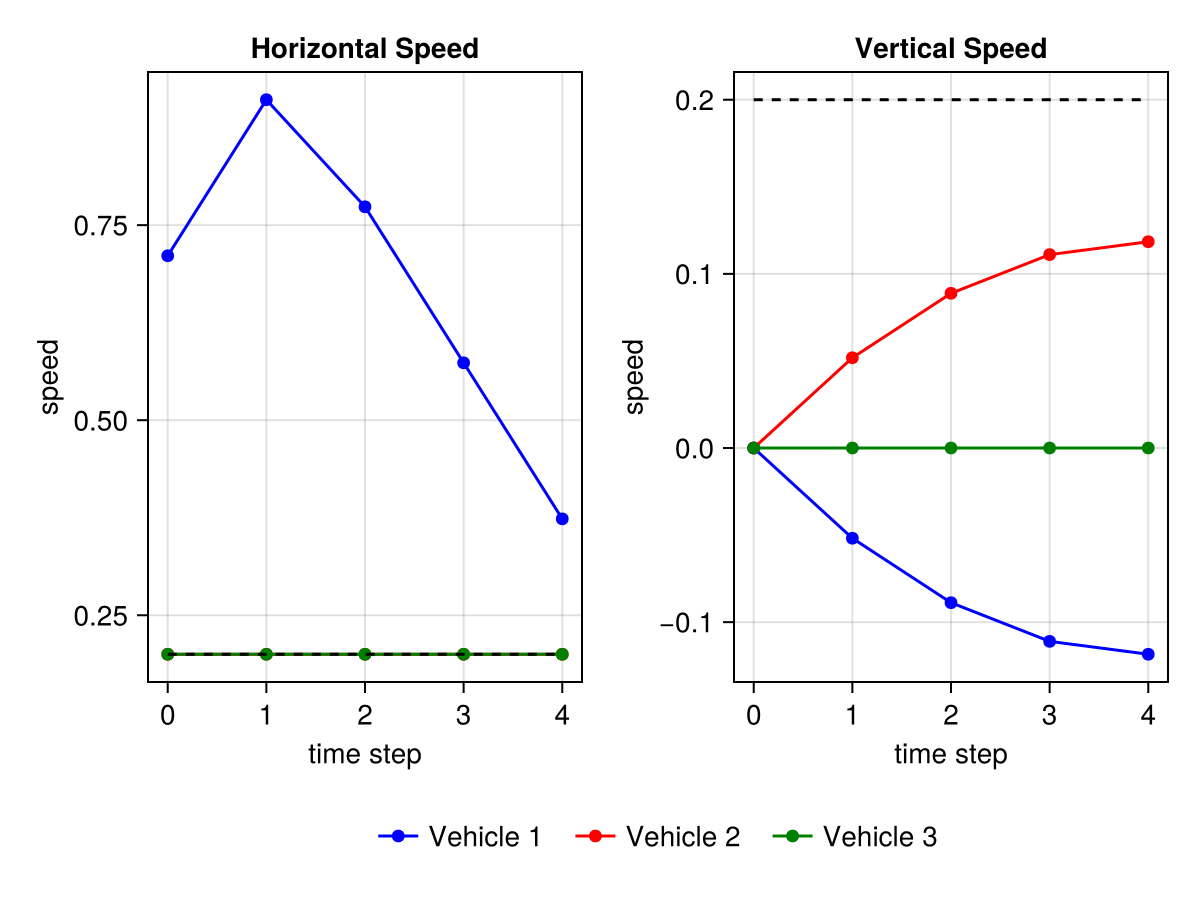 Horizontal Speed
speed
0.75
0.50
0.25
0 1 2 3 4
time step
Vertical Speed
speed
0.2
0.1
0.0
−0.1
0 1 2 3 4
time step
Vehicle 1 Vehicle 2 Vehicle 3